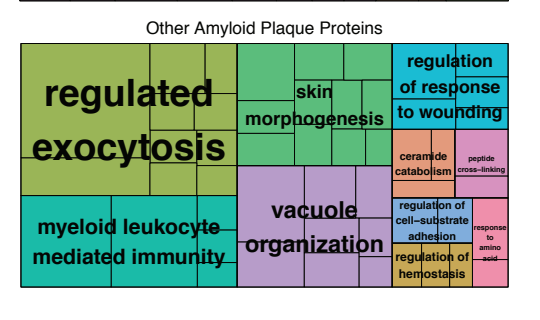 Other Amyloid Plaque Proteins
regulated
exocytosis
myeloid leukocyte
mediated immunity
skin
morphogenesis
vacuole
organization
regulation
of response
to wounding
ceramide
catabolism
peptide
cross−linking
regulation of
cell−substrate
adhesion
regulation of
hemostasis
response
to
amino
acid